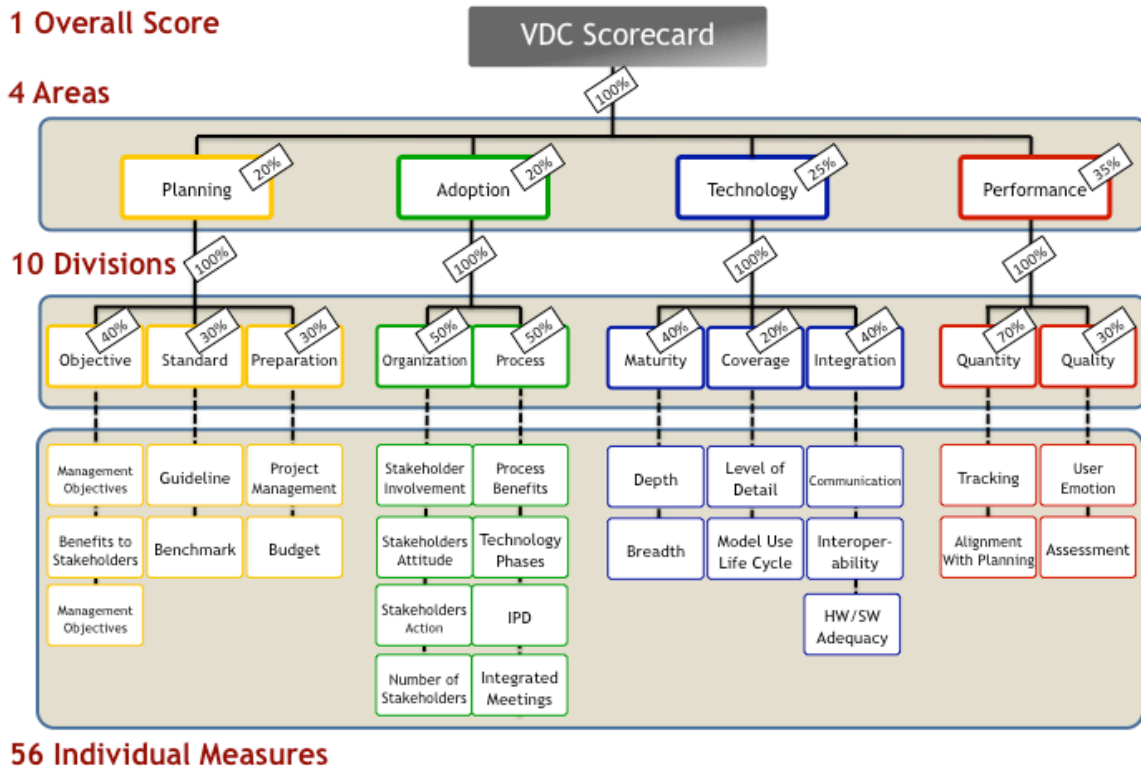 1 Overall Score
VDC Scorecard
100%
4 Areas
Planning
20%
Adoption
20%
Technology
25%
Performance
35%
100%
100%
100%
100%
10 Divisions
40%
Objective
30%
Standard
30%
Preparation
50%
Organization
50%
Process
40%
Maturity
20%
Coverage
40%
Integration
70%
Quantity
30%
Quality
Management
Objectives
Guideline
Project
Management
Stakeholder
Involvement
Process
Benefits
Depth
Level of
Detail
Communication
Tracking
User
Emotion
Benefits to
Stakeholders
Benchmark
Budget
Stakeholders
Attitude
Technology
Phases
Breadth
Model Use
Life Cycle
Interoper-
ability
Alignment
With Planning
Assessment
Management
Objectives
Stakeholders
Action
IPD
HW/SW
Adequacy
Number of
Stakeholders
Integrated
Meetings
56 Individual Measures